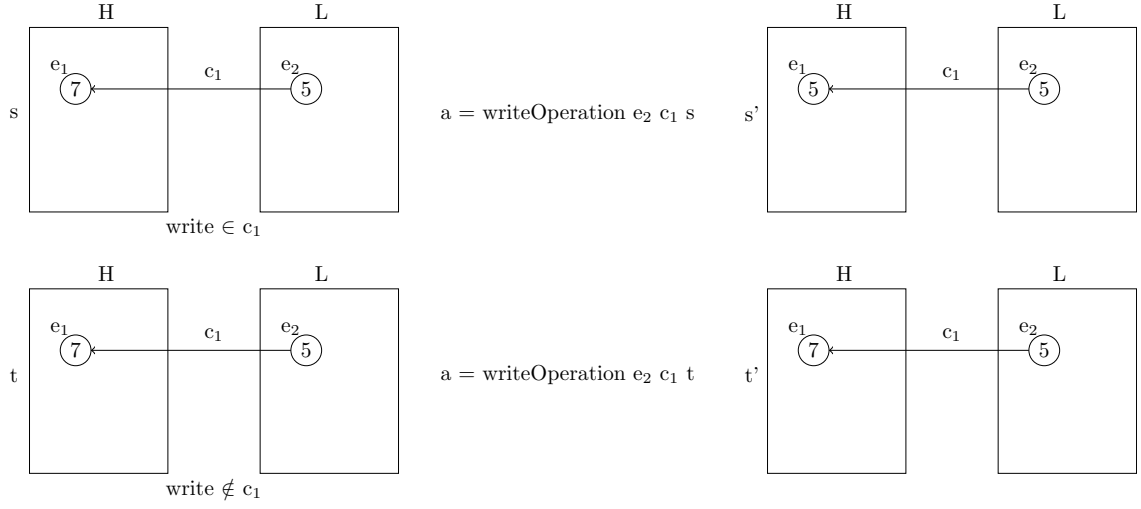 H L H L
e₁ c₁ e₂ e₁ c₁ e₂
7 5 5 5
s a = writeOperation e₂ c₁ s s'
write ∈ c₁
H L H L
e₁ c₁ e₂ e₁ c₁ e₂
7 5 7 5
t a = writeOperation e₂ c₁ t t'
write ∉ c₁